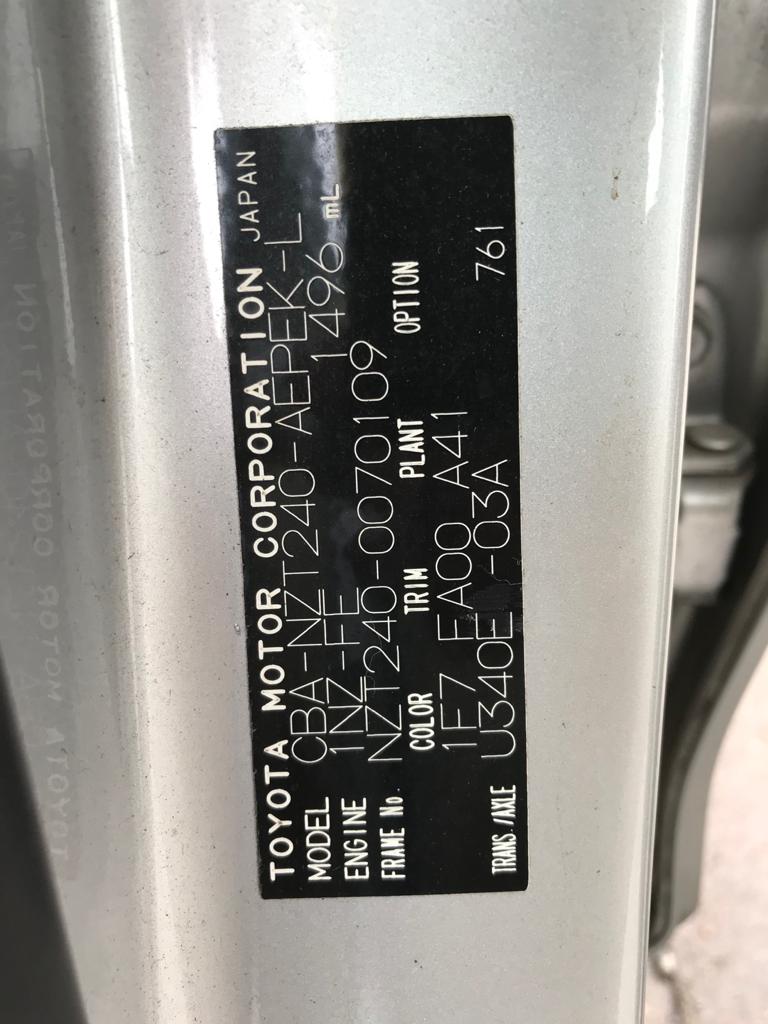 TOYOTA MOTOR CORPORATION JAPAN
MODEL CBA-NZT240-AEPEK-L
ENGINE 1NZ-FE 1496 mL
FRAME No. NZT240-0070109
COLOR TRIM PLANT OPTION
1F7 FA00 A41
TRANS./AXLE U340E -03A 761